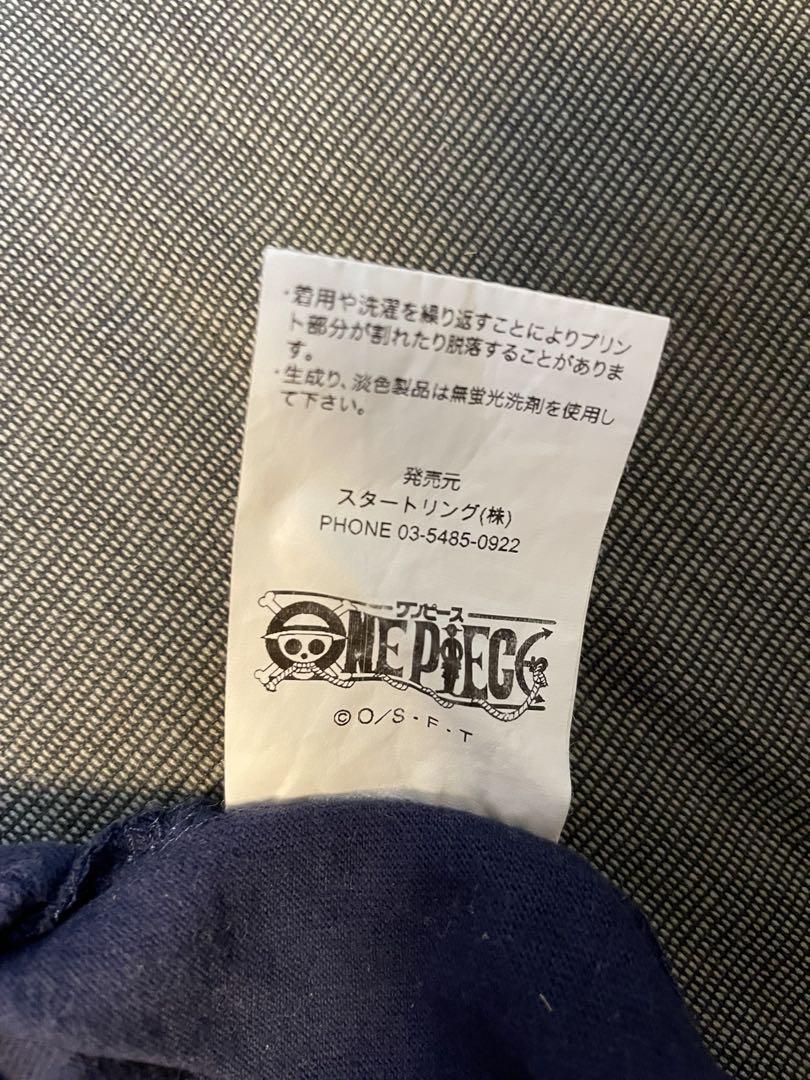 ・着用や洗濯を繰り返すことによりプリン
ト部分が割れたり脱落することがありま
す。
・生成り、淡色製品は無蛍光洗剤を使用し
て下さい。
発売元
スタートリング(株)
PHONE 03-5485-0922
ワンピース
ONE PIECE
©O/S・F・T